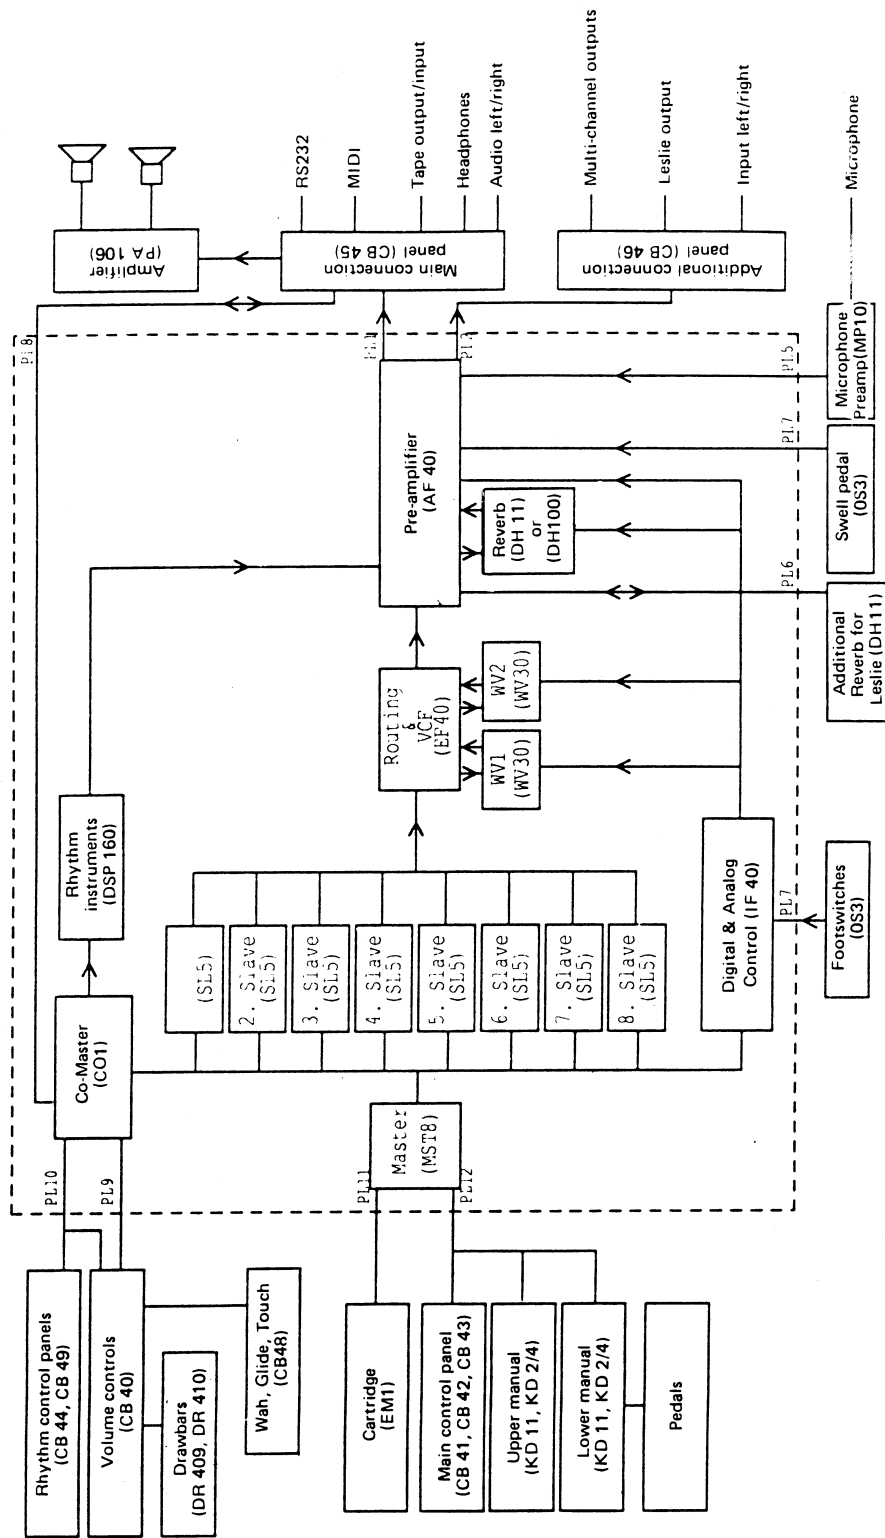 Rhythm control panels
(CB 44, CB 49)
Volume controls
(CB 40)
Drawbars
(DR 409, DR 410)
Wah, Glide, Touch
(CB48)
Cartridge
(EM1)
Main control panel
(CB 41, CB 42, CB 43)
Upper manual
(KD 11, KD 2/4)
Lower manual
(KD 11, KD 2/4)
Pedals
PL10
PL9
PL11
PL12
Co-Master
(CO1)
Master
(MST8)
Rhythm
instruments
(DSP 160)
(SL5)
2. Slave
(SL5)
3. Slave
(SL5)
4. Slave
(SL5)
5. Slave
(SL5)
6. Slave
(SL5)
7. Slave
(SL5)
8. Slave
(SL5)
Digital & Analog
Control (IF 40)
PL7
Footswitches
(0S3)
Routing
&
VCF
(EF40)
WV1
(WV30)
WV2
(WV30)
Pre-amplifier
(AF 40)
Reverb
(DH 11)
or
(DH100)
PL6
Additional
Reverb for
Leslie (DH11)
PL7
Swell pedal
(0S3)
PL5
Microphone
Preamp(MP10)
Microphone
PL8
PL1
Amplifier
(PA 106)
Main connection
panel (CB 45)
Additional connection
panel (CB 46)
RS232
MIDI
Tape output/input
Headphones
Audio left/right
Multi-channel outputs
Leslie output
Input left/right